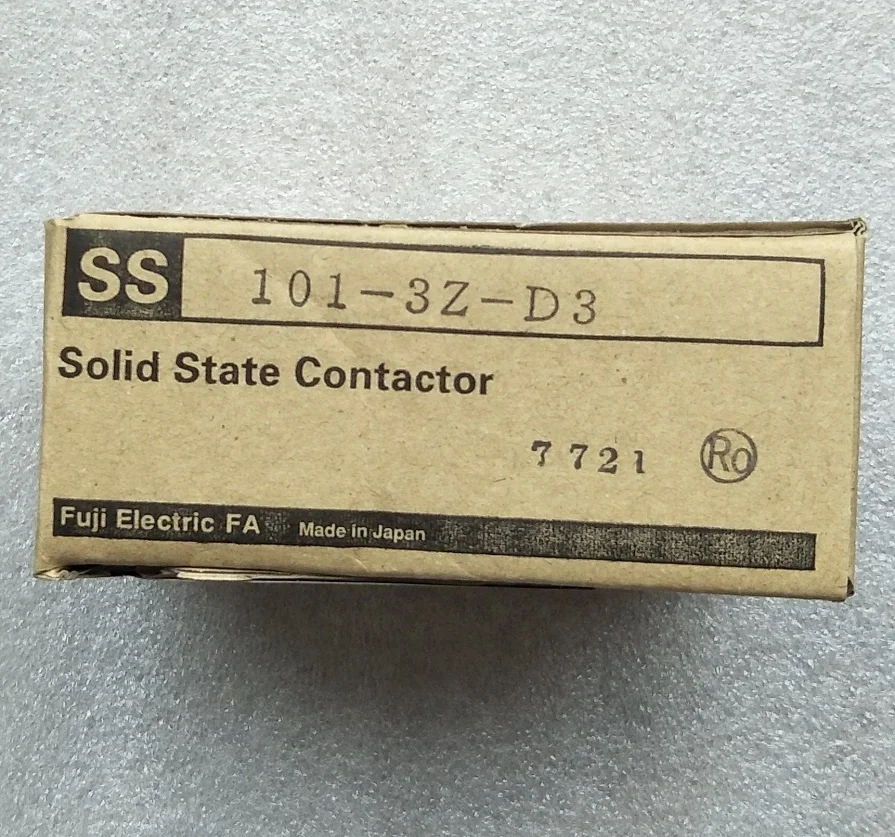 SS 101-3Z-D3
Solid State Contactor
7721 Ro
Fuji Electric FA Made in Japan